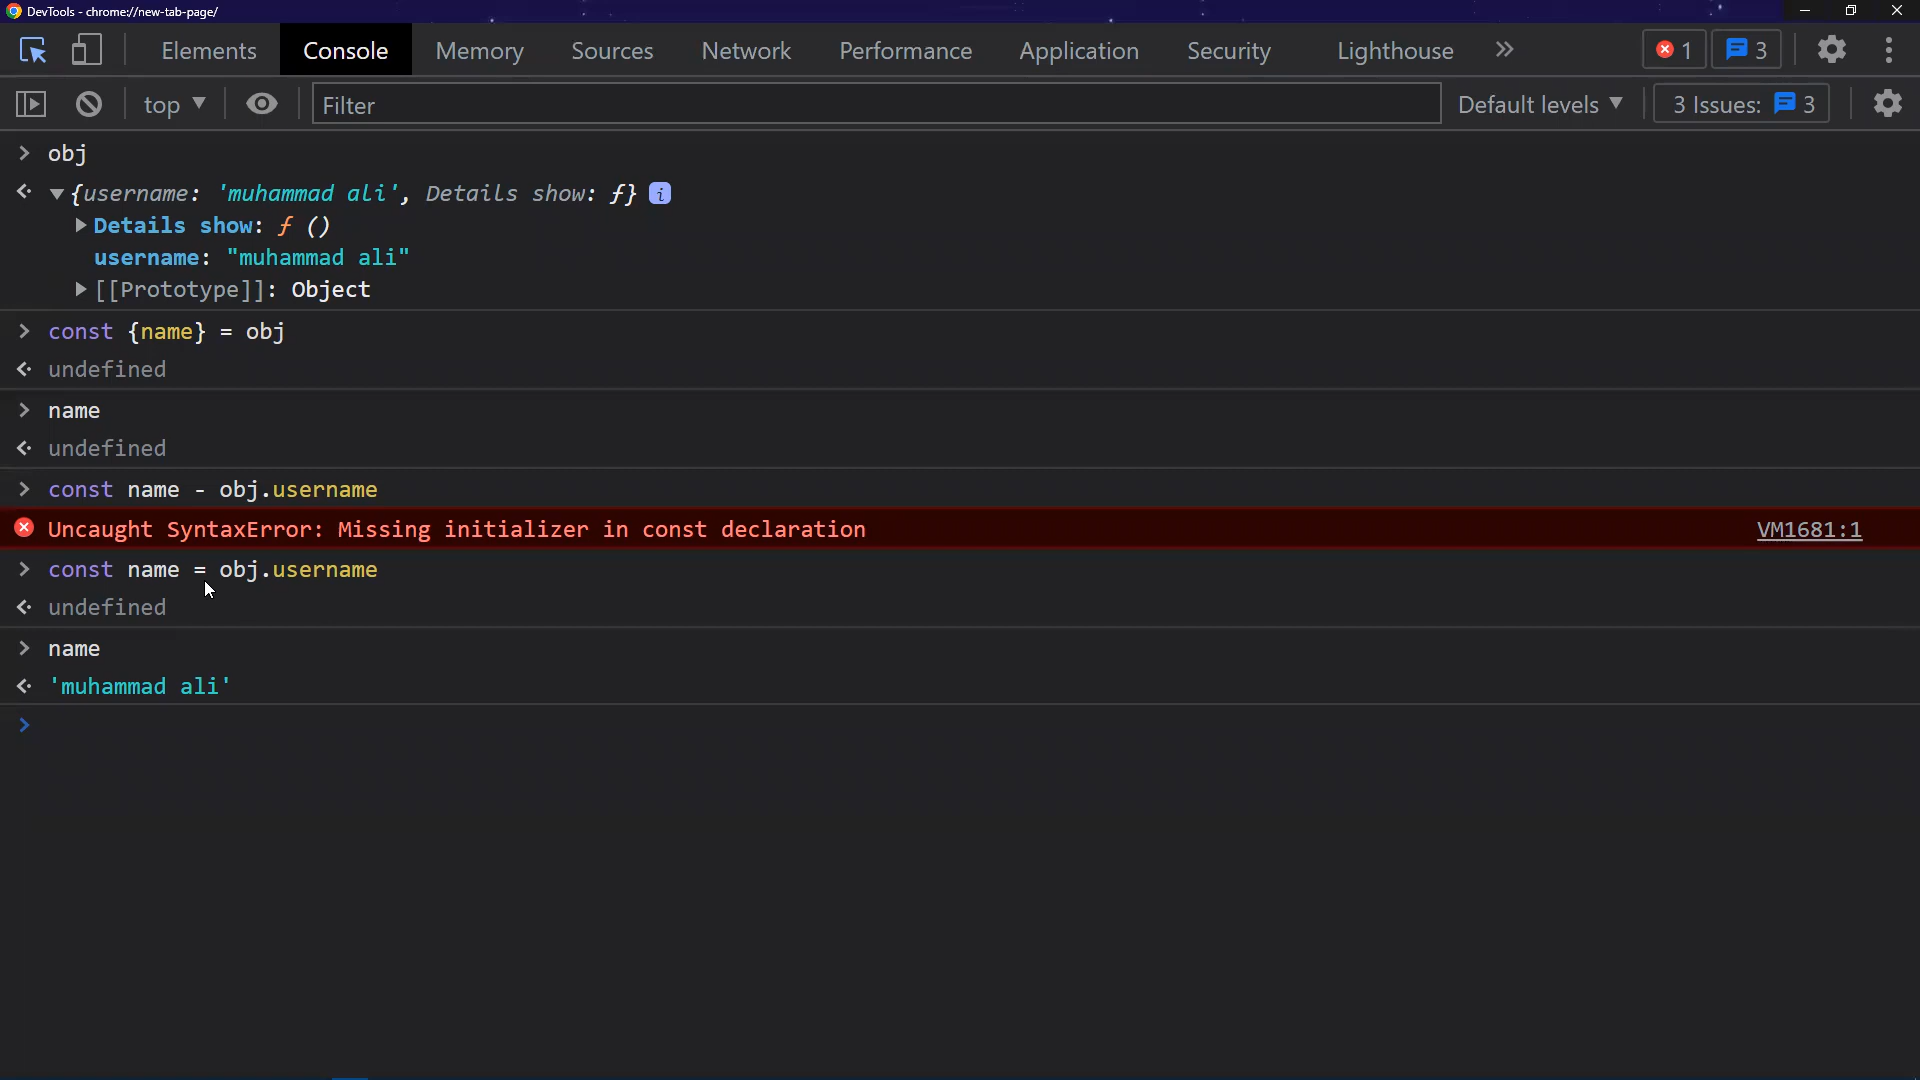 DevTools - chrome://new-tab-page/
Elements Console Memory Sources Network Performance Application Security Lighthouse » 1 3
top ▼ Filter Default levels ▼ 3 Issues: 3
> obj
▼ {username: 'muhammad ali', Details show: ƒ} i
▶ Details show: ƒ ()
username: "muhammad ali"
▶ [[Prototype]]: Object
> const {name} = obj
undefined
> name
undefined
> const name - obj.username
Uncaught SyntaxError: Missing initializer in const declaration VM1681:1
> const name = obj.username
undefined
> name
'muhammad ali'
>